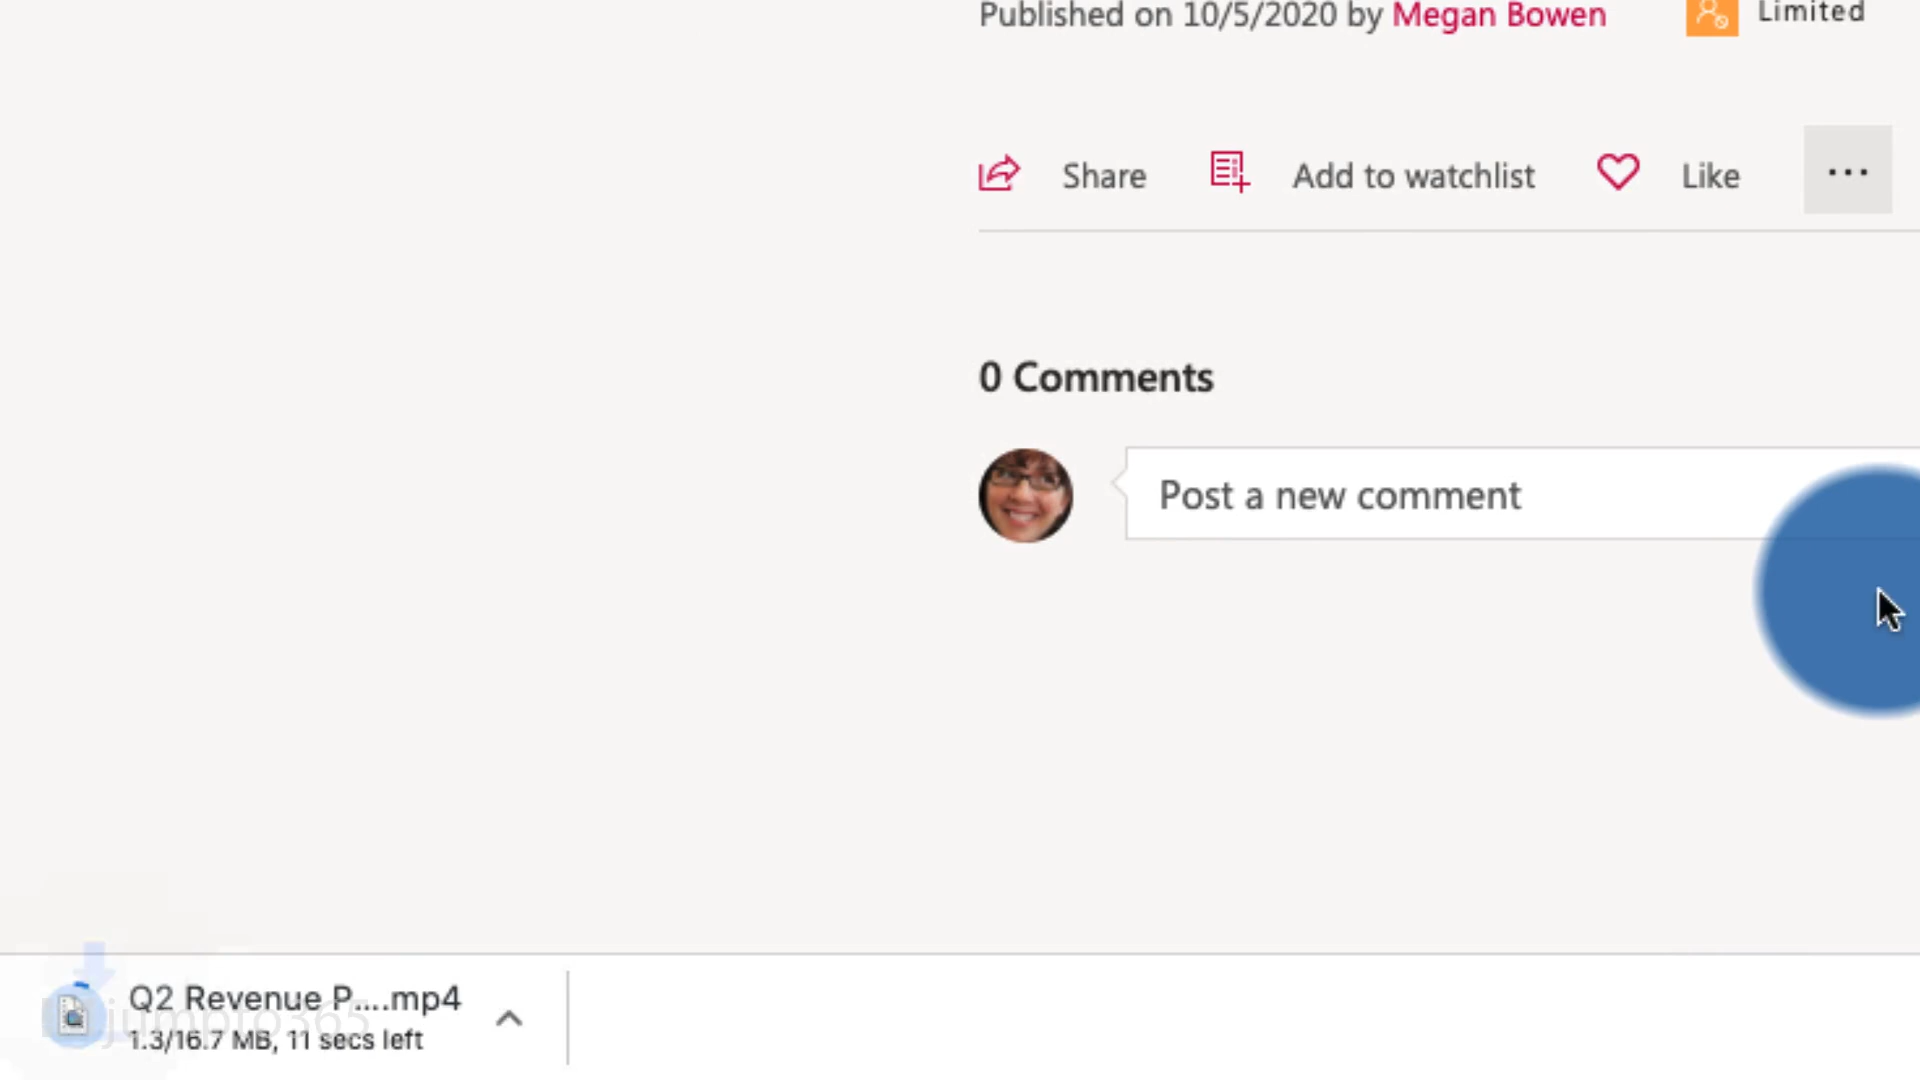 Published on 10/5/2020 by Megan Bowen
Limited
Share
Add to watchlist
Like
0 Comments
Post a new comment
Q2 Revenue P....mp4
1.3/16.7 MB, 11 secs left
jumpto365